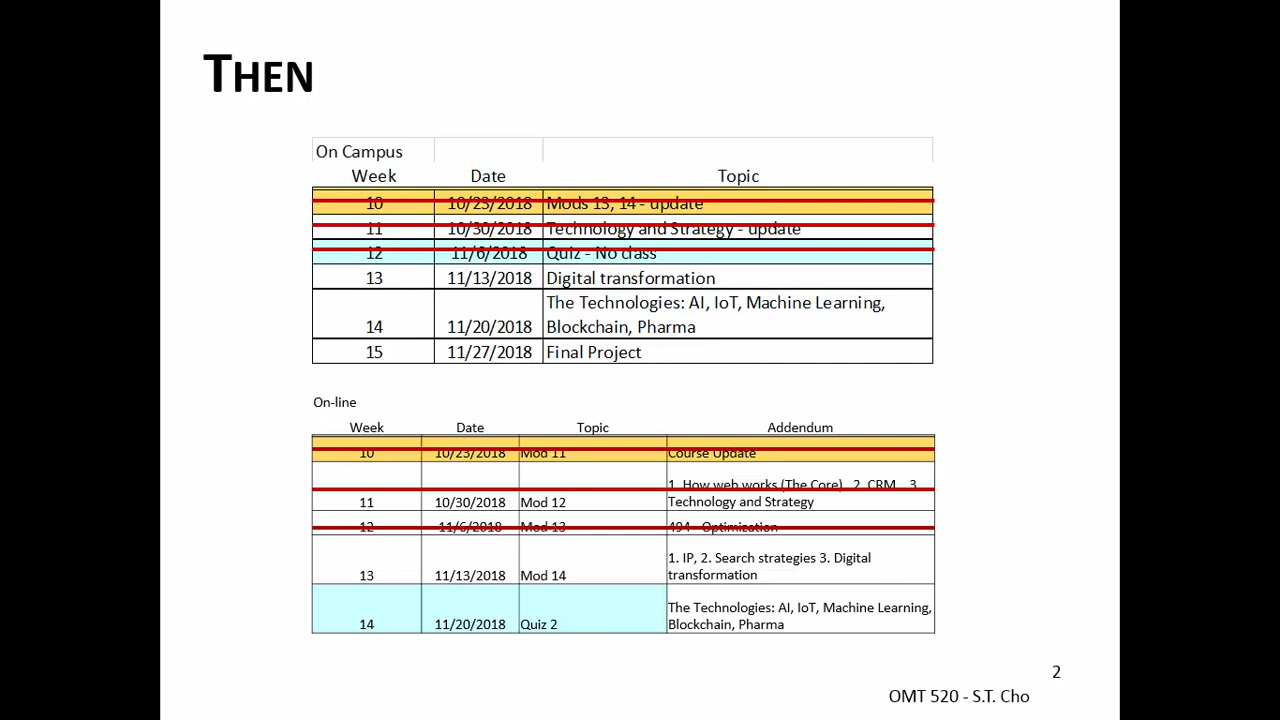 THEN
On Campus
Week Date Topic
10 10/23/2018 Mods 13, 14 - update
11 10/30/2018 Technology and Strategy - update
12 11/6/2018 Quiz - No class
13 11/13/2018 Digital transformation
The Technologies: AI, IoT, Machine Learning,
14 11/20/2018 Blockchain, Pharma
15 11/27/2018 Final Project
On-line
Week Date Topic Addendum
10 10/23/2018 Mod 11 Course Update
1. How web works (The Core) 2. CRM 3.
11 10/30/2018 Mod 12 Technology and Strategy
12 11/6/2018 Mod 13 494 - Optimization
1. IP, 2. Search strategies 3. Digital
13 11/13/2018 Mod 14 transformation
The Technologies: AI, IoT, Machine Learning,
14 11/20/2018 Quiz 2 Blockchain, Pharma
2
OMT 520 - S.T. Cho